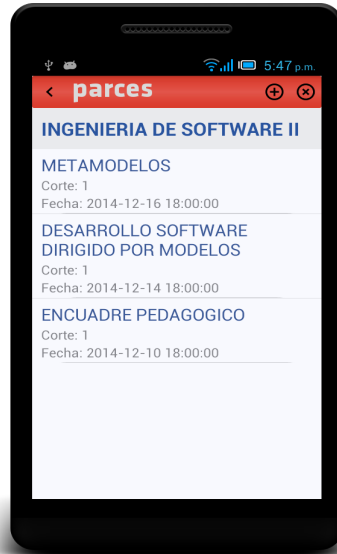 5:47 p.m.
parces
INGENIERIA DE SOFTWARE II
METAMODELOS
Corte: 1
Fecha: 2014-12-16 18:00:00
DESARROLLO SOFTWARE
DIRIGIDO POR MODELOS
Corte: 1
Fecha: 2014-12-14 18:00:00
ENCUADRE PEDAGOGICO
Corte: 1
Fecha: 2014-12-10 18:00:00